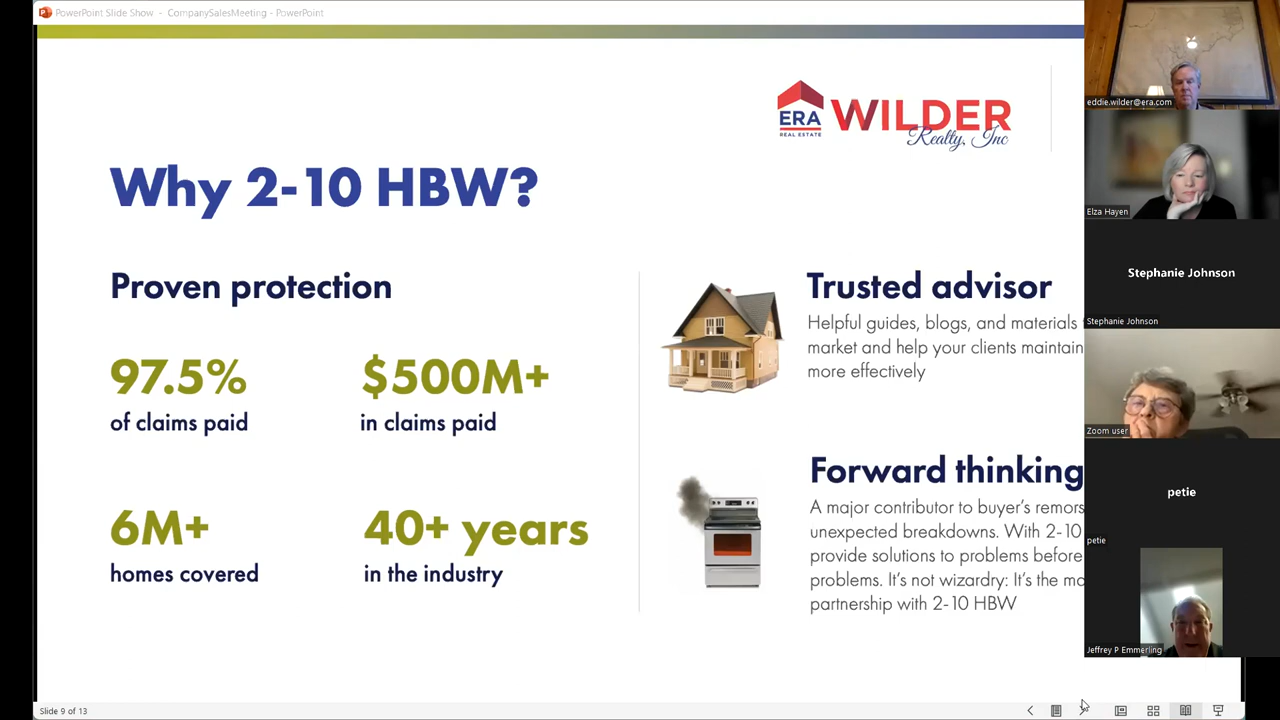 PowerPoint Slide Show - CompanySalesMeeting - PowerPoint
ERA
REAL ESTATE
WILDER
Realty, Inc
Why 2-10 HBW?
Proven protection
97.5%
of claims paid
$500M+
in claims paid
6M+
homes covered
40+ years
in the industry
Trusted advisor
Helpful guides, blogs, and materials
market and help your clients maintain
more effectively
Forward thinking
A major contributor to buyer's remors
unexpected breakdowns. With 2-10
provide solutions to problems before
problems. It's not wizardry: It's the
partnership with 2-10 HBW
eddie.wilder@era.com
Elza Hayen
Stephanie Johnson
Stephanie Johnson
Zoom user
petie
petie
Jeffrey P Emmerling
Slide 9 of 13